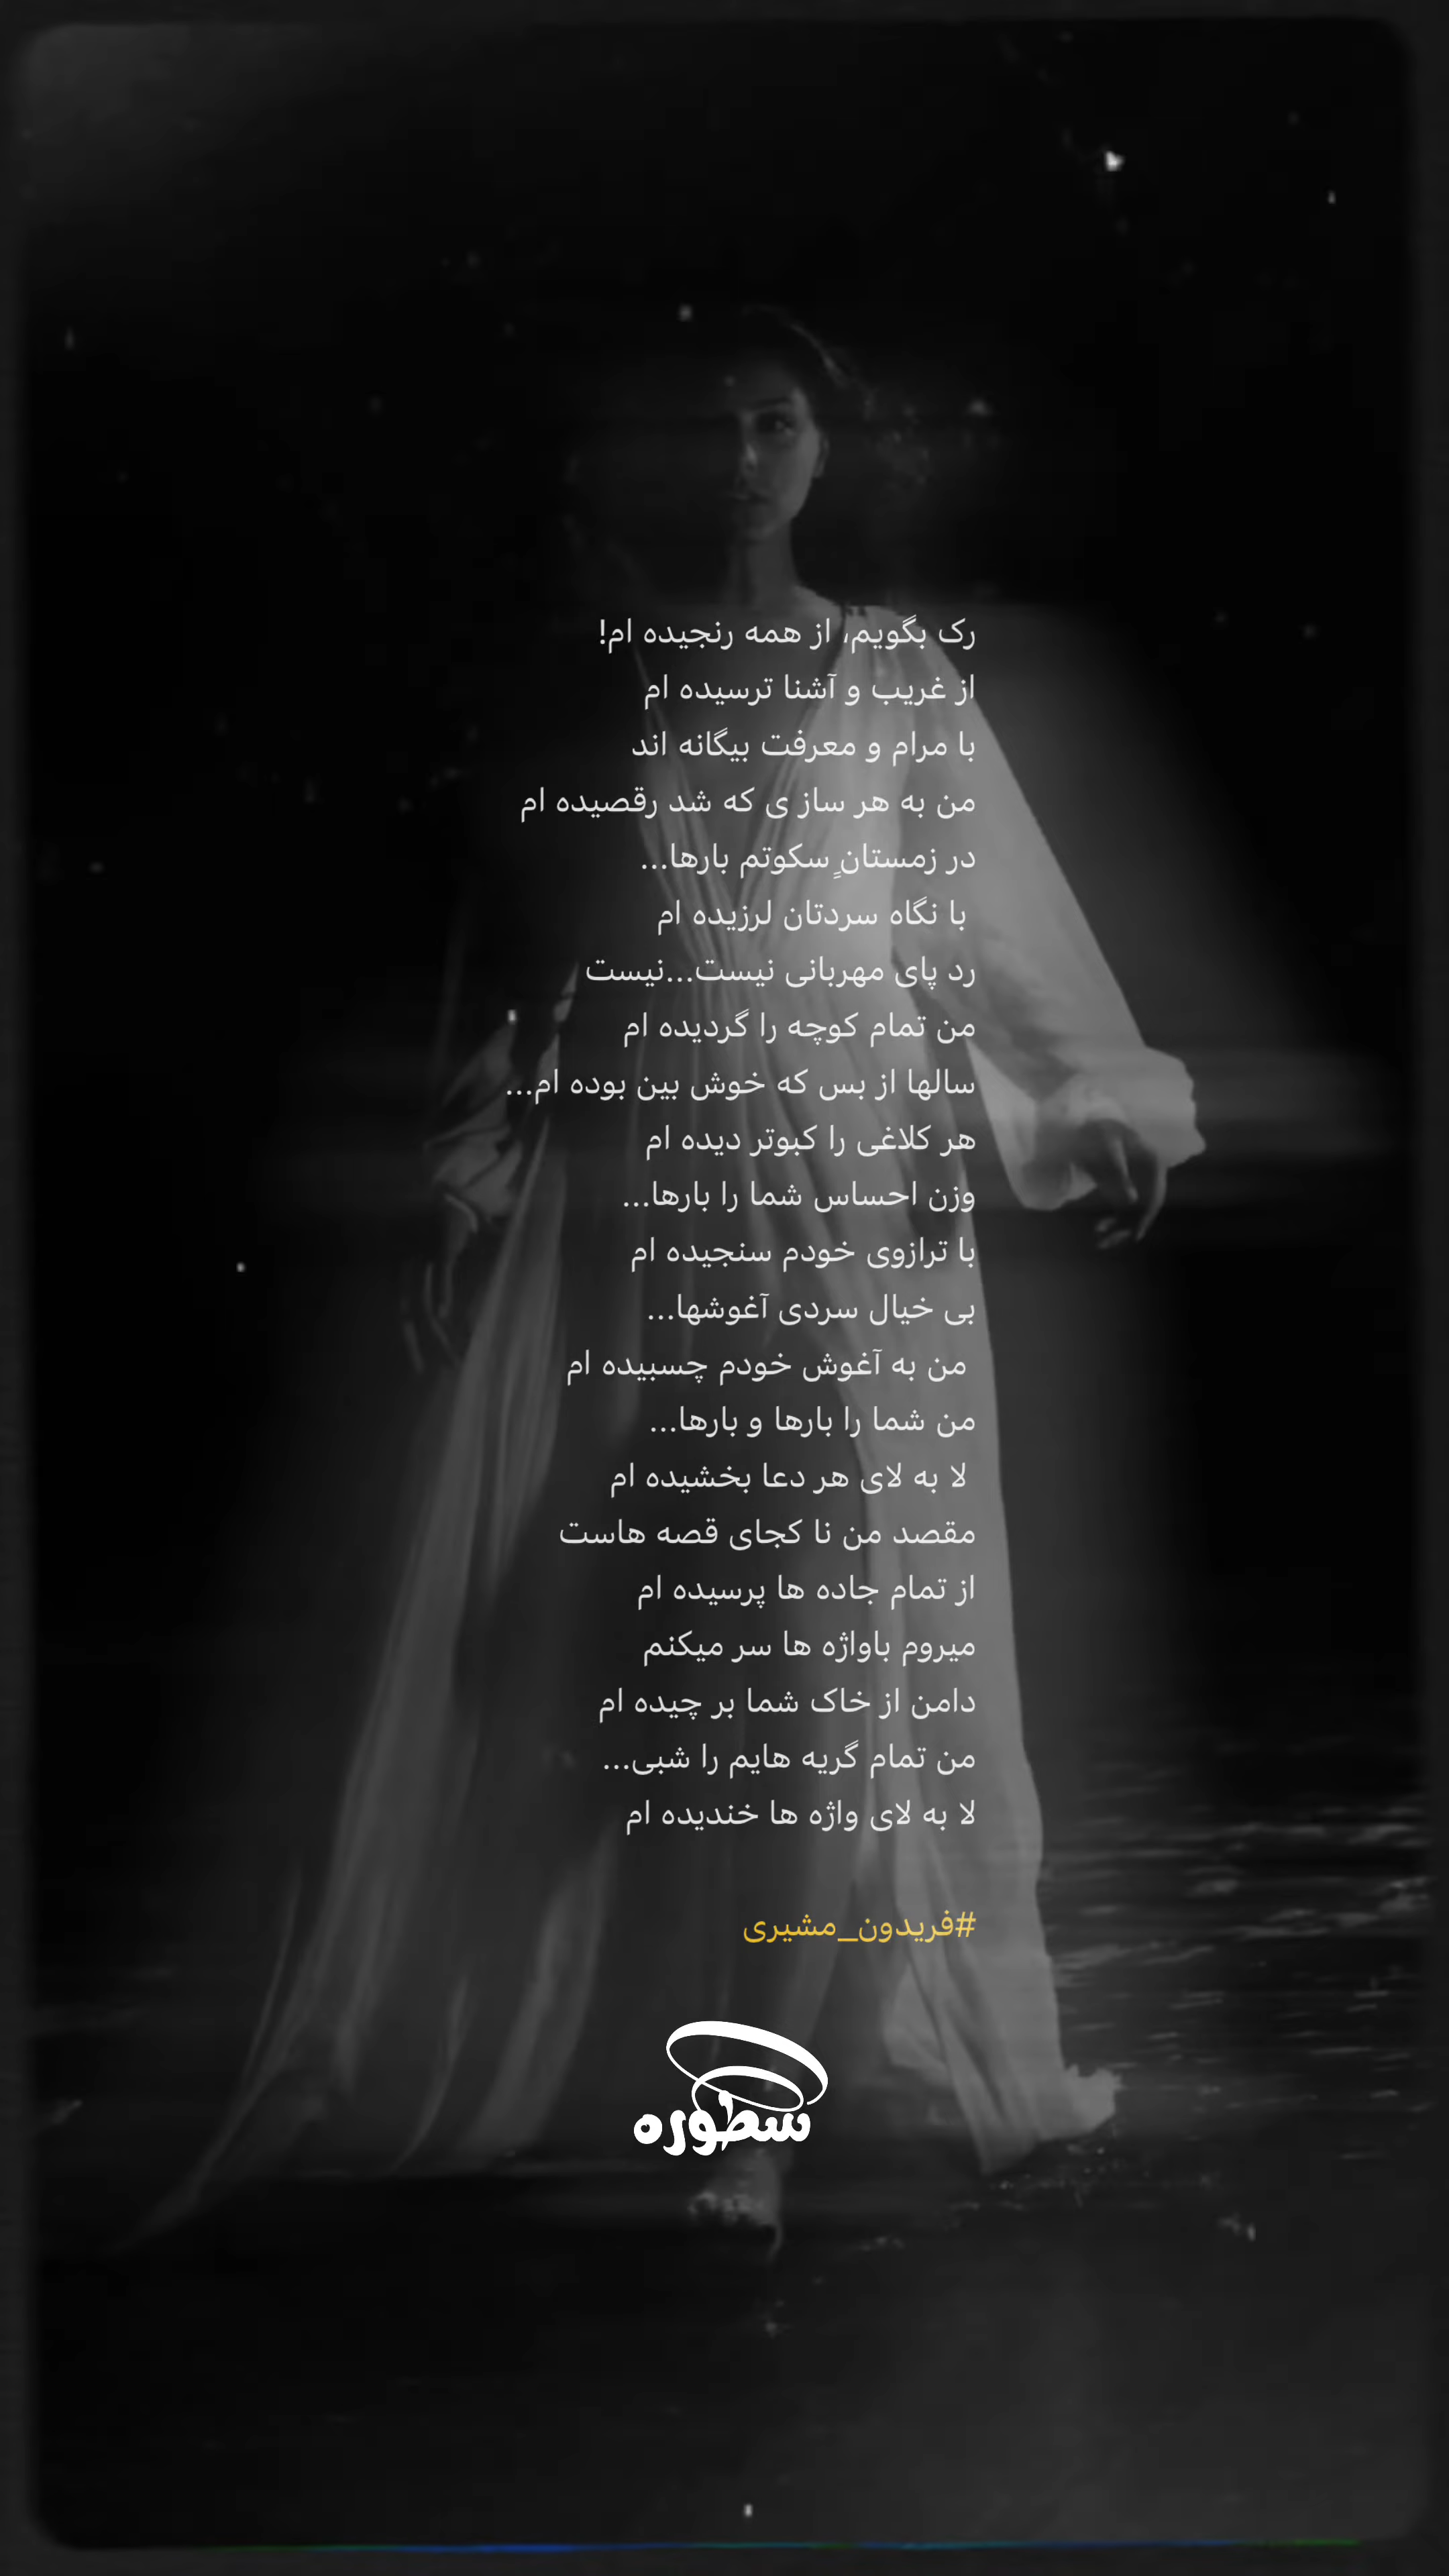 رک بگویم، از همه رنجیده ام!
از غریب و آشنا ترسیده ام
با مرام و معرفت بیگانه اند
من به هر ساز ی که شد رقصیده ام
در زمستان ٍسکوتم بارها...
با نگاه سردتان لرزیده ام
رد پای مهربانی نیست...نیست
من تمام کوچه را گردیده ام
سالها از بس که خوش بین بوده ام...
هر کلاغی را کبوتر دیده ام
وزن احساس شما را بارها...
با ترازوی خودم سنجیده ام
بی خیال سردی آغوشها...
من به آغوش خودم چسبیده ام
من شما را بارها و بارها...
لا به لای هر دعا بخشیده ام
مقصد من نا کجای قصه هاست
از تمام جاده ها پرسیده ام
میروم باواژه ها سر میکنم
دامن از خاک شما بر چیده ام
من تمام گریه هایم را شبی...
لا به لای واژه ها خندیده ام
#فریدون_مشیری
سطوره